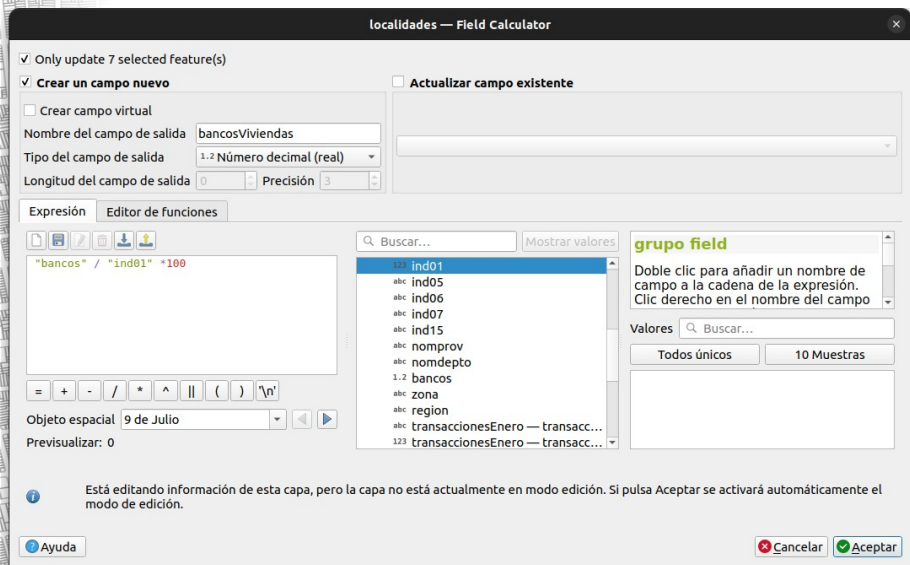 localidades — Field Calculator
Only update 7 selected feature(s)
Crear un campo nuevo
Actualizar campo existente
Crear campo virtual
Nombre del campo de salida bancosViviendas
Tipo del campo de salida 1.2 Número decimal (real)
Longitud del campo de salida 0 Precisión 3
Expresión Editor de funciones
"bancos" / "ind01" *100
= + - / * ^ || ( ) '\n'
Objeto espacial 9 de Julio
Previsualizar: 0
Buscar... Mostrar valores
123 ind01
abc ind05
abc ind06
abc ind07
abc ind15
abc nomprov
abc nomdepto
1.2 bancos
abc zona
abc region
abc transaccionesEnero — transacc...
123 transaccionesEnero — transacc...
grupo field
Doble clic para añadir un nombre de
campo a la cadena de la expresión.
Clic derecho en el nombre del campo
Valores Buscar...
Todos únicos 10 Muestras
Está editando información de esta capa, pero la capa no está actualmente en modo edición. Si pulsa Aceptar se activará automáticamente el
modo de edición.
Ayuda
Cancelar Aceptar